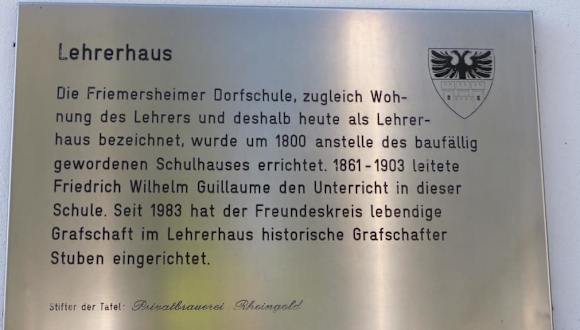 Lehrerhaus
Die Friemersheimer Dorfschule, zugleich Woh-
nung des Lehrers und deshalb heute als Lehrer-
haus bezeichnet, wurde um 1800 anstelle des baufällig
gewordenen Schulhauses errichtet. 1861-1903 leitete
Friedrich Wilhelm Guillaume den Unterricht in dieser
Schule. Seit 1983 hat der Freundeskreis lebendige
Grafschaft im Lehrerhaus historische Grafschafter
Stuben eingerichtet.
Stifter der Tafel: Privatbrauerei Rheingold